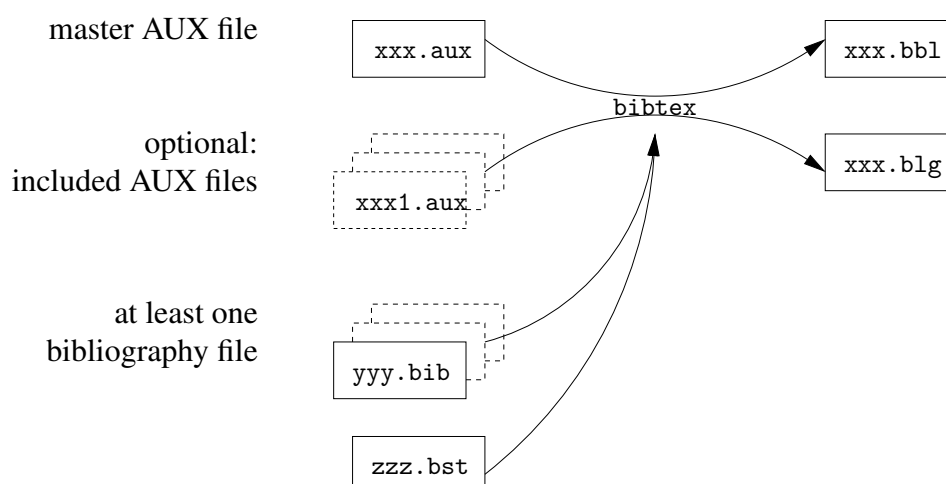 master AUX file
xxx.aux
xxx.bbl
bibtex
optional:
included AUX files
xxx1.aux
xxx.blg
at least one
bibliography file
yyy.bib
zzz.bst